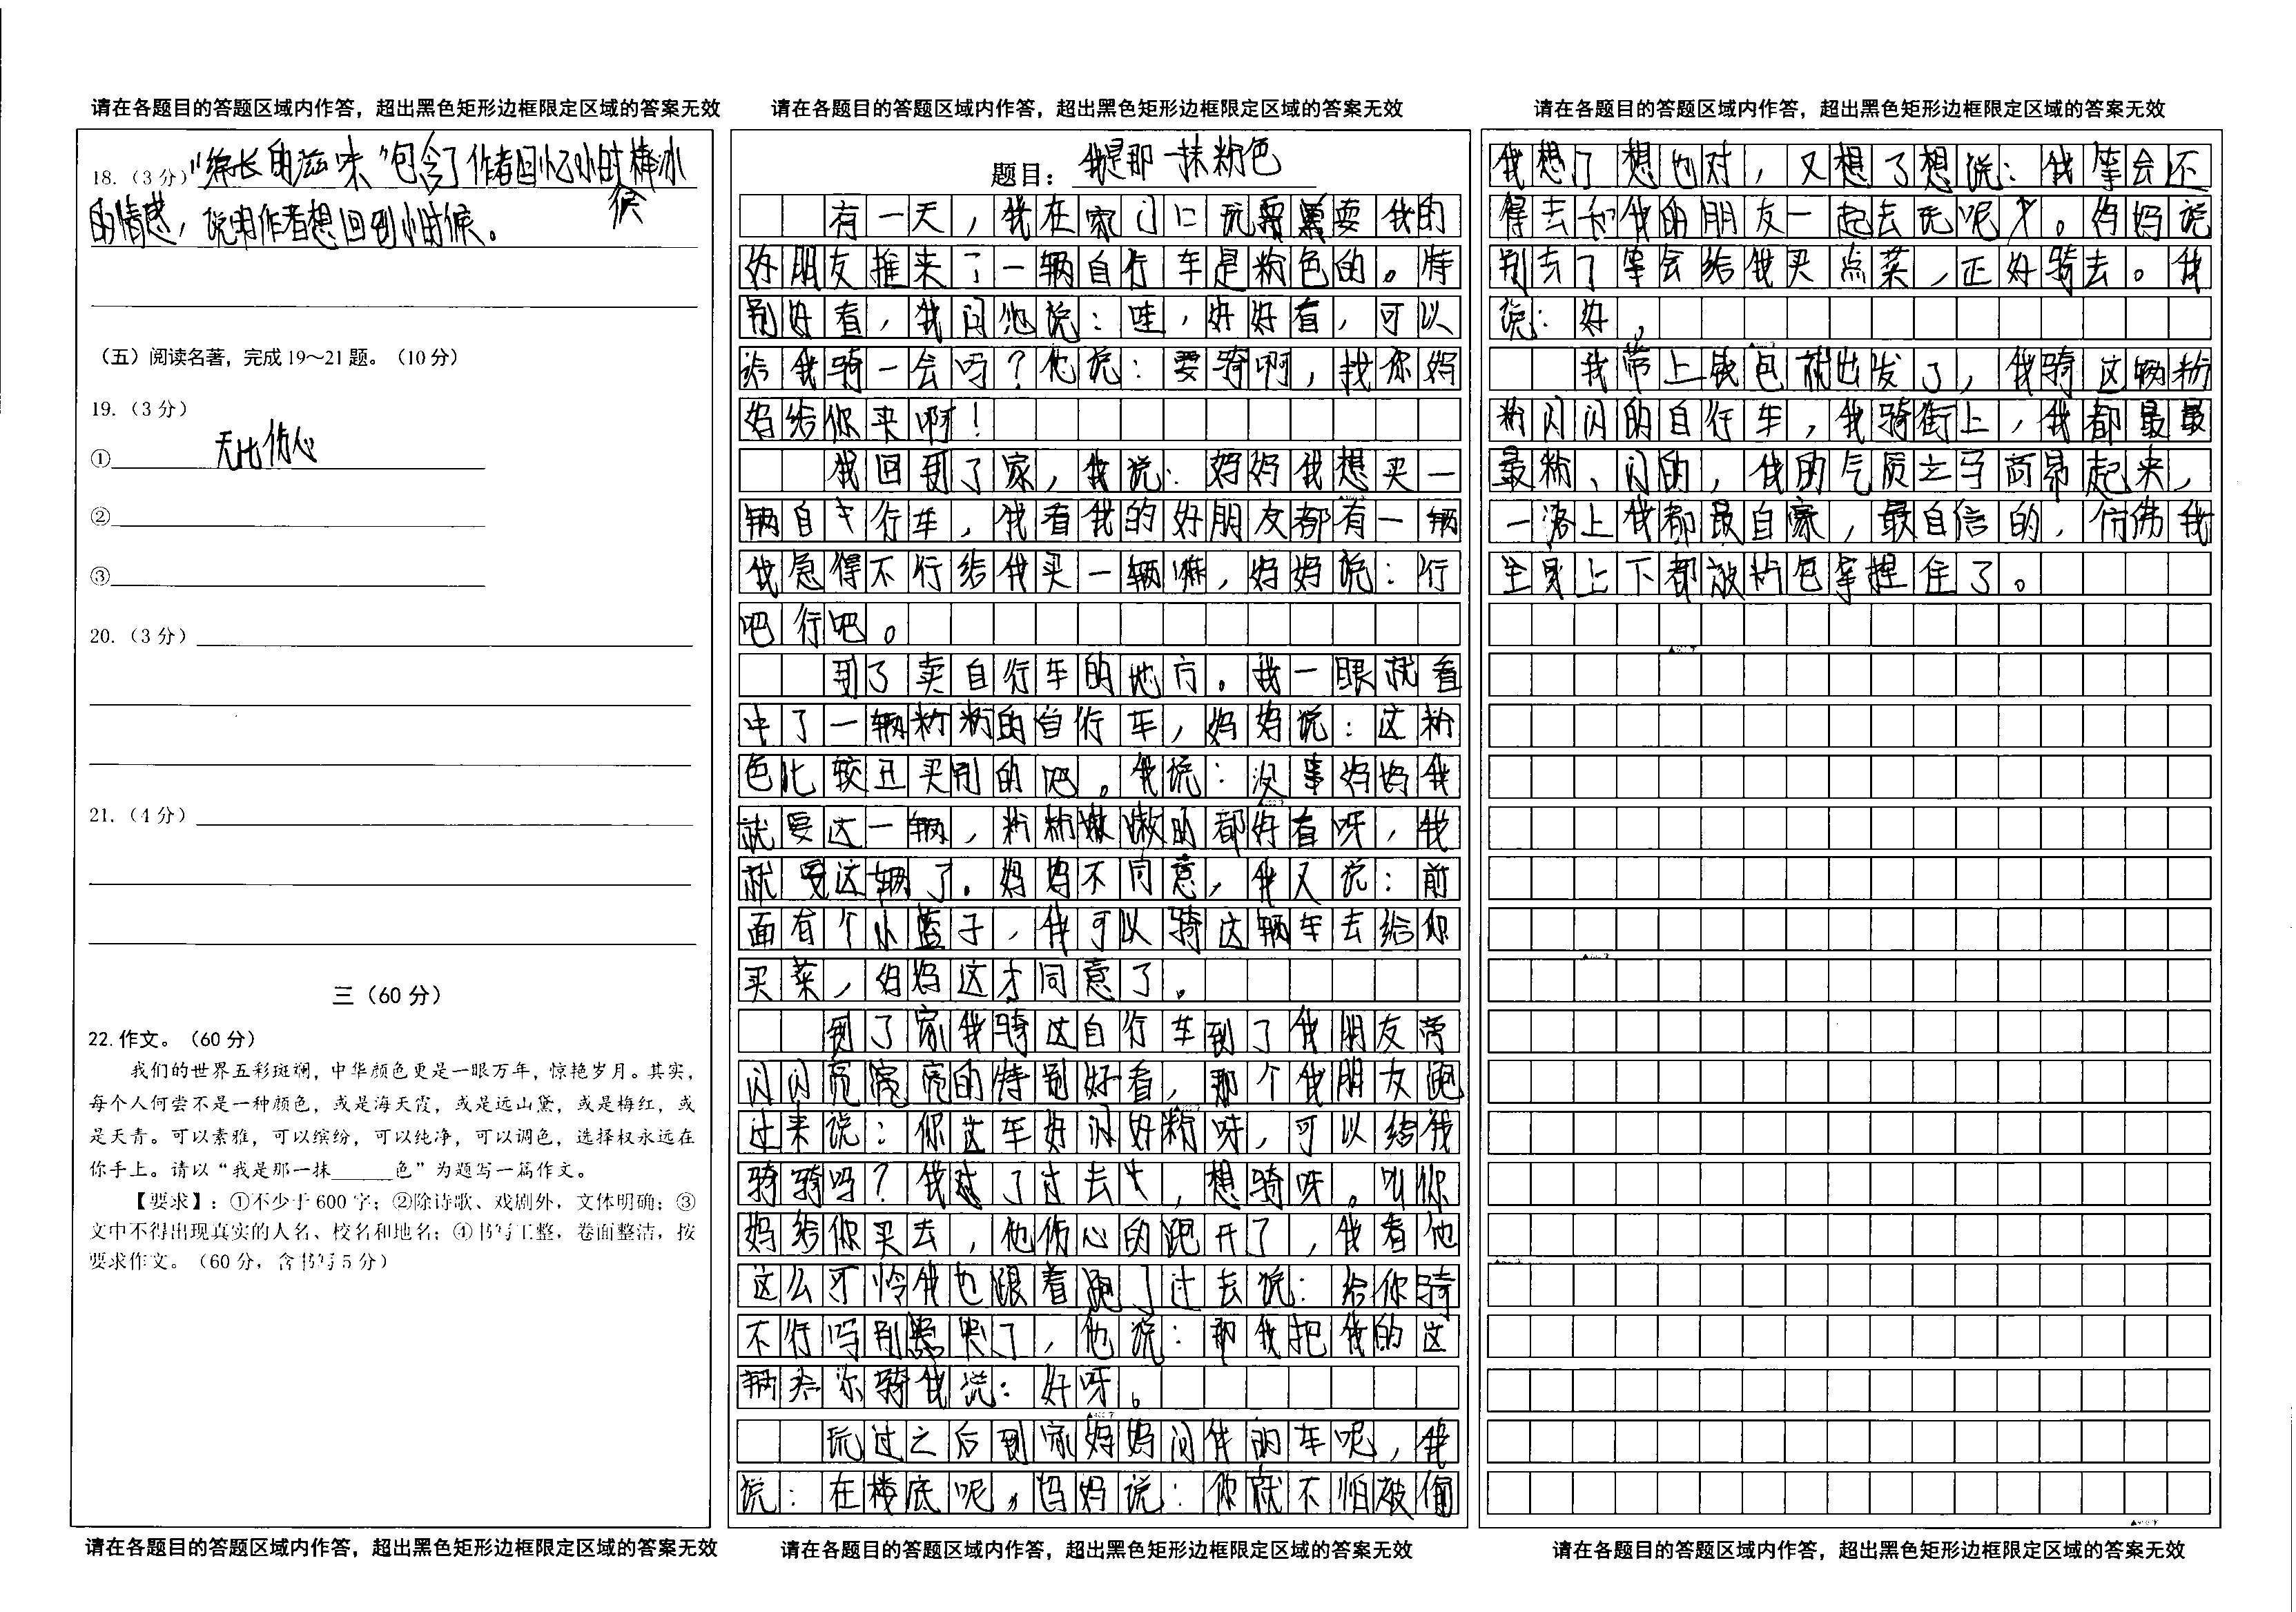 请在各题目的答题区域内作答，超出黑色矩形边框限定区域的答案无效
18.（3分）"绵长的滋味"包含了作者回忆小时候棒冰
的情感，说明作者想回到小时候。
（五）阅读名著，完成19～21题。（10分）
19.（3分）
①无比伤心
②
③
20.（3分）
21.（4分）
三（60分）
22.作文。（60分）
我们的世界五彩斑斓，中华颜色更是一眼万年，惊艳岁月。其实，
每个人何尝不是一种颜色，或是海天霞，或是远山黛，或是梅红，或
是天青。可以素雅，可以缤纷，可以纯净，可以调色，选择权永远在
你手上。请以“我是那一抹______色”为题写一篇作文。
【要求】：①不少于600字；②除诗歌、戏剧外，文体明确；③
文中不得出现真实的人名、校名和地名；④书写工整，卷面整洁，按
要求作文。（60分，含书写5分）
请在各题目的答题区域内作答，超出黑色矩形边框限定区域的答案无效
请在各题目的答题区域内作答，超出黑色矩形边框限定区域的答案无效
题目：我是那一抹粉色
有一天，我在家门口玩耍我的
好朋友推来了一辆自行车是粉色的。特
别好看，我问他说：哇，好好看，可以
给我骑一会吗？他说：要骑啊，找你妈
妈给你买啊！
我回到了家，我说：妈妈我想买一
辆自行车，我看我的好朋友都有一辆
我急得不行给我买一辆嘛，妈妈说：行
吧行吧。
到了卖自行车的地方。我一眼就看
中了一辆粉粉的自行车，妈妈说：这粉
色比较丑买别的吧。我说：没事妈妈我
就要这一辆，粉粉嫩嫩的都好看呀，我
就要这辆了。妈妈不同意，我又说：前
面有个小蓝子，我可以骑这辆车去给你
买菜，妈妈这才同意了。
到了家我骑这自行车到了我朋友旁
闪闪亮亮的特别好看，那个我朋友跑
过来说：你这车好闪好粉呀，可以给我
骑骑吗？我过了过去，想骑呀。叫你
妈给你买去，他伤心的跑开了，我看他
这么可怜我也跟着跑了过去说：给你骑
不行吗别哭了，他说：那我把我的这
辆给你骑我说：好呀。
玩过之后到家妈妈问我的车呢，我
说：在楼底呢。妈妈说：你就不怕被偷
请在各题目的答题区域内作答，超出黑色矩形边框限定区域的答案无效
请在各题目的答题区域内作答，超出黑色矩形边框限定区域的答案无效
我想了想也对，又想了想说：我等会还
得去和我的朋友一起去玩呢。妈妈说
别去了等会给我买点菜，正好骑去。我
说：好，
我带上钱包就出发了，我骑这辆粉
粉闪闪的自行车，我骑街上，我都最最
最粉、闪的，我的气质立马高昂起来，
一洛上我都最自豪，最自信的，仿佛我
全身上下都被粉色拿捏住了。
请在各题目的答题区域内作答，超出黑色矩形边框限定区域的答案无效